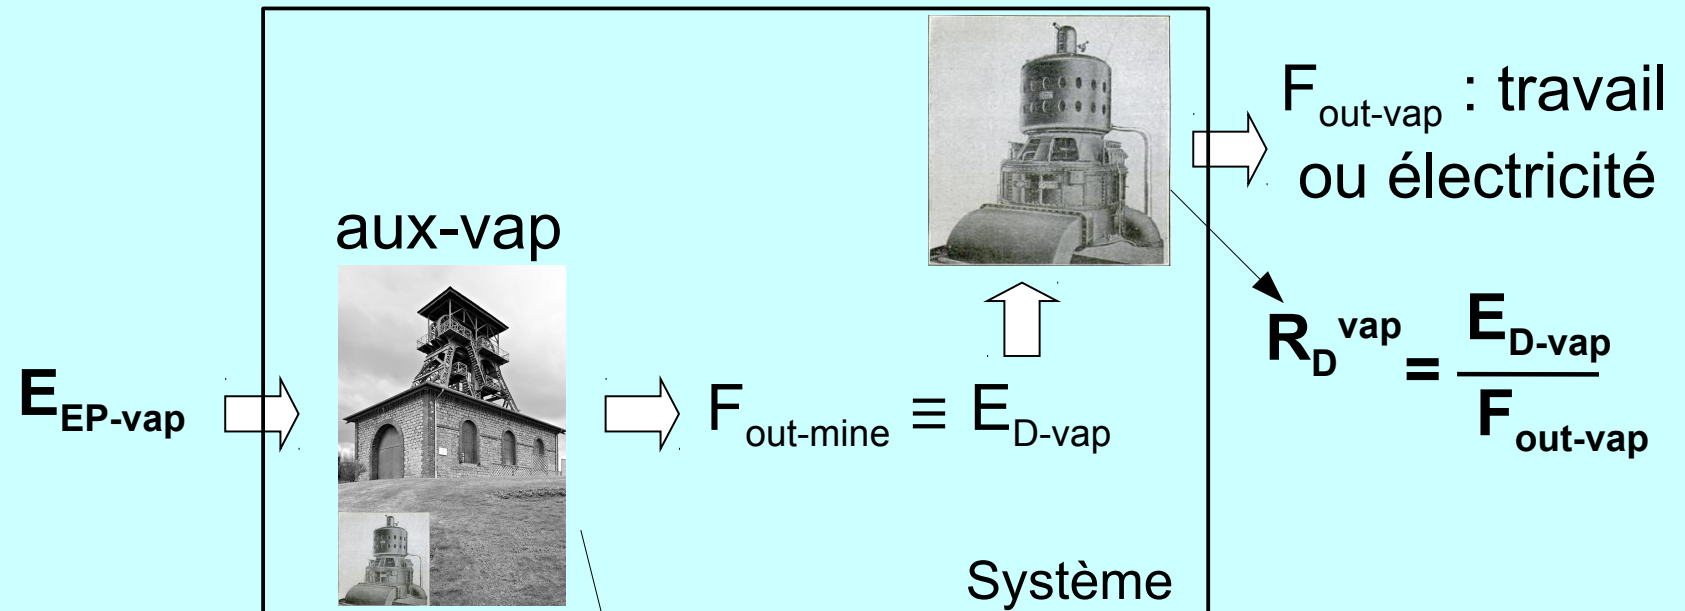 F out-vap : travail
ou électricité
aux-vap
R D vap = E D-vap
F out-vap
E EP-vap
F out-mine ≡ E D-vap
Système